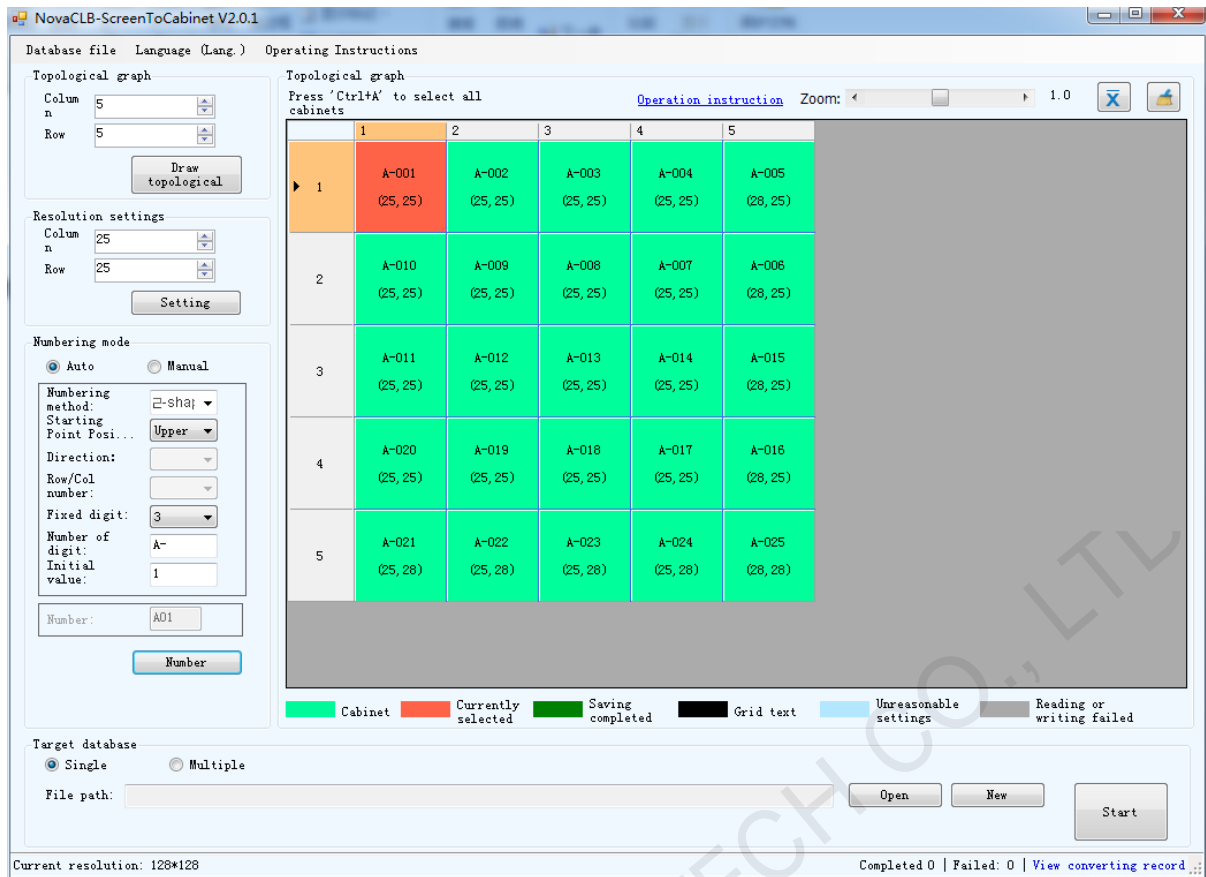 NovaCLB-ScreenToCabinet V2.0.1
Database file Language (Lang.) Operating Instructions
Topological graph
Colum
n
5
Row 5
Draw
topological
Resolution settings
Colum
n
25
Row 25
Setting
Numbering mode
Auto Manual
Numbering
method:
근-shap
Starting
Point Posi...
Upper
Direction:
Row/Col
number:
Fixed digit: 3
Number of
digit:
A-
Initial
value:
1
Number: A01
Number
Topological graph
Press 'Ctrl+A' to select all
cabinets
Operation instruction Zoom: 1.0
1 2 3 4 5
1
A-001 A-002 A-003 A-004 A-005
(25, 25) (25, 25) (25, 25) (25, 25) (28, 25)
2
A-010 A-009 A-008 A-007 A-006
(25, 25) (25, 25) (25, 25) (25, 25) (28, 25)
3
A-011 A-012 A-013 A-014 A-015
(25, 25) (25, 25) (25, 25) (25, 25) (28, 25)
4
A-020 A-019 A-018 A-017 A-016
(25, 25) (25, 25) (25, 25) (25, 25) (28, 25)
5
A-021 A-022 A-023 A-024 A-025
(25, 28) (25, 28) (25, 28) (25, 28) (28, 28)
Cabinet
Currently
selected
Saving
completed
Grid text
Unreasonable
settings
Reading or
writing failed
Target database
Single Multiple
File path: Open New
Start
Current resolution: 128*128
Completed 0 | Failed: 0 | View converting record
TECH CO., LTD